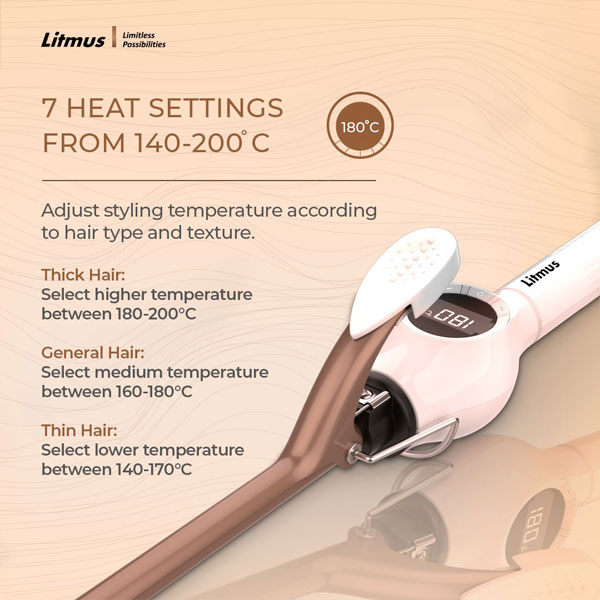 Litmus
Limitless
Possibilities
7 HEAT SETTINGS
FROM 140-200°C
180°C
Adjust styling temperature according
to hair type and texture.
Thick Hair:
Select higher temperature
between 180-200°C
General Hair:
Select medium temperature
between 160-180°C
Thin Hair:
Select lower temperature
between 140-170°C
Litmus
180